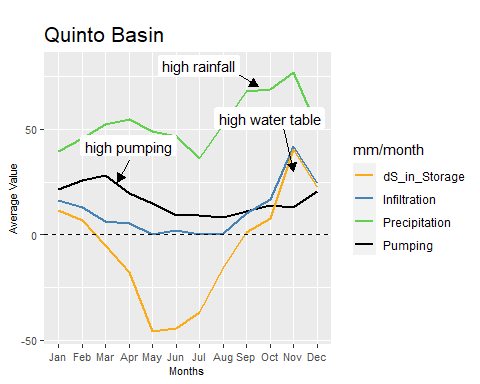 Quinto Basin
high rainfall
high water table
high pumping
50
0
-50
Average Value
Jan Feb Mar Apr May Jun Jul Aug Sep Oct Nov Dec
Months
mm/month
dS_in_Storage
Infiltration
Precipitation
Pumping